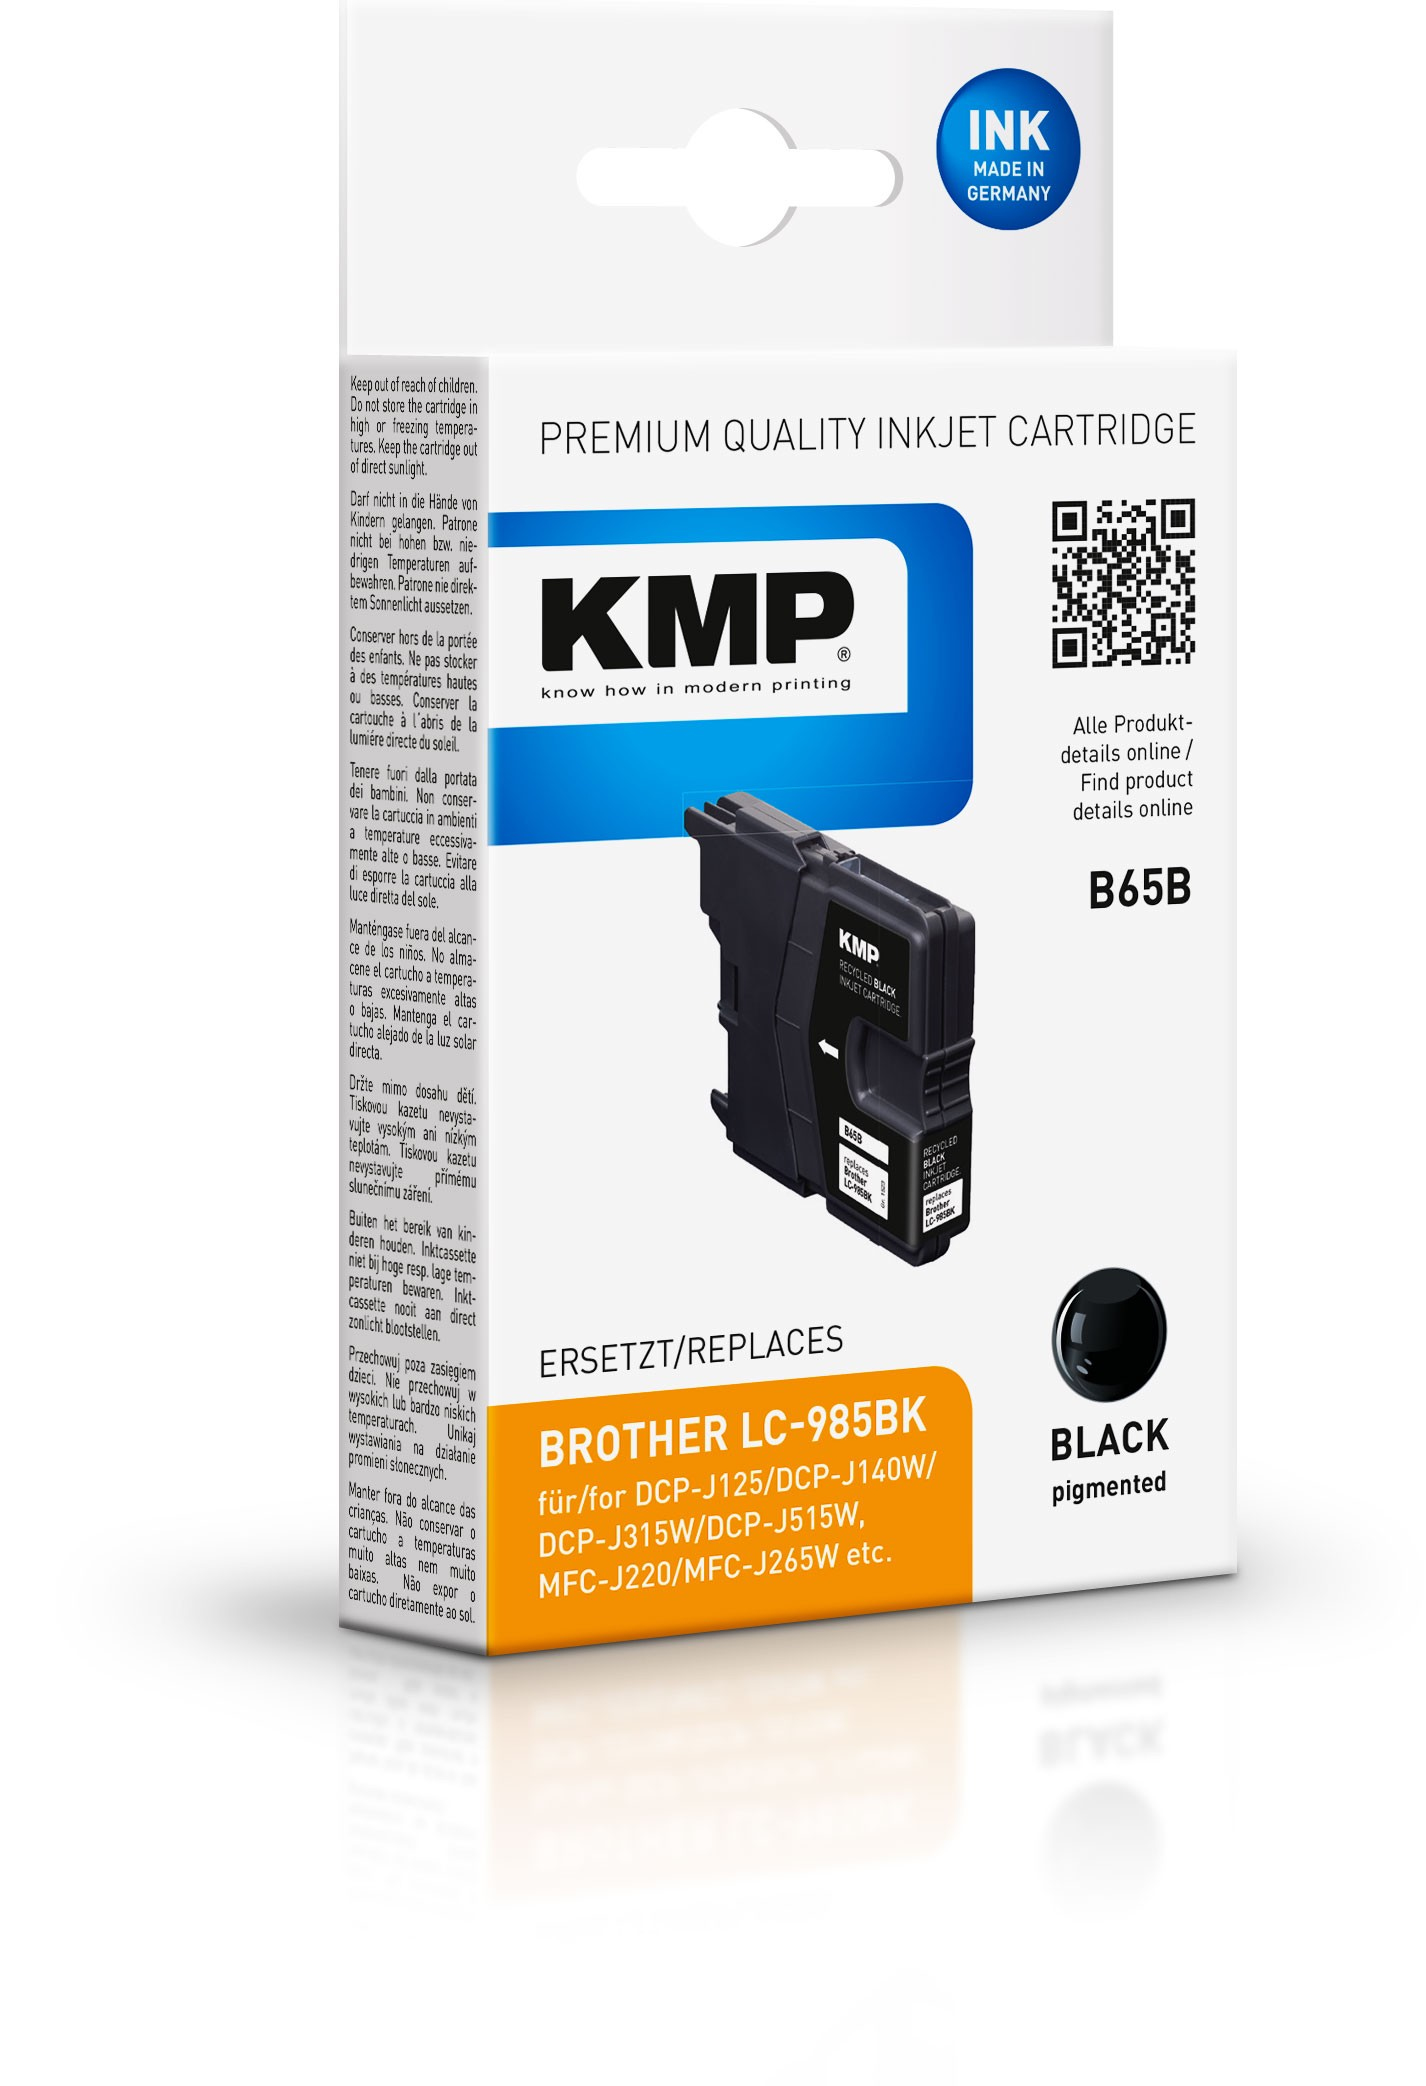 INK
MADE IN
GERMANY
Keep out of reach of children.
Do not store the cartridge in
high or freezing tempera-
tures. Keep the cartridge out
of direct sunlight.
Darf nicht in die Hände von
Kindern gelangen. Patrone
nicht bei hohen bzw. nie-
drigen Temperaturen auf-
bewahren. Patrone nie direk-
tem Sonnenlicht aussetzen.
Conserver hors de la portée
des enfants. Ne pas stocker
à des températures hautes
ou basses. Conserver la
cartouche à l´abris de la
lumiére directe du soleil.
Tenere fuori dalla portata
dei bambini. Non conser-
vare la cartuccia in ambienti
a temperature eccessiva-
mente alte o basse. Evitare
di esporre la cartuccia alla
luce diretta del sole.
Manténgase fuera del alcan-
ce de los niños. No alma-
cene el cartucho a tempera-
turas excesivamente altas
o bajas. Mantenga el car-
tucho alejado de la luz solar
directa.
Držte mimo dosahu dětí.
Tiskovou kazetu nevysta-
vujte vysokým ani nízkým
teplotám. Tiskovou kazetu
nevystavujte přímému
slunečnímu záření.
Buiten het bereik van kin-
deren houden. Inktcassette
niet bij hoge resp. lage tem-
peraturen bewaren. Inkt-
cassette nooit aan direct
zonlicht blootstellen.
Przechowuj poza zasięgiem
dzieci. Nie przechowuj w
wysokich lub bardzo niskich
temperaturach. Unikaj
wystawiania na działanie
promieni słonecznych.
Manter fora do alcance das
crianças. Não conservar o
cartucho a temperaturas
muito altas nem muito
baixas. Não expor o
cartucho diretamente ao sol.
PREMIUM QUALITY INKJET CARTRIDGE
KMP®
know how in modern printing
Alle Produkt-
details online /
Find product
details online
B65B
KMP
RECYCLED BLACK
INKJET CARTRIDGE
B65B
replaces
Brother
LC-985BK
RECYCLED
BLACK
INKJET
CARTRIDGE
replaces
Brother
LC-985BK
ERSETZT/REPLACES
BROTHER LC-985BK
für/for DCP-J125/DCP-J140W/
DCP-J315W/DCP-J515W,
MFC-J220/MFC-J265W etc.
BLACK
pigmented